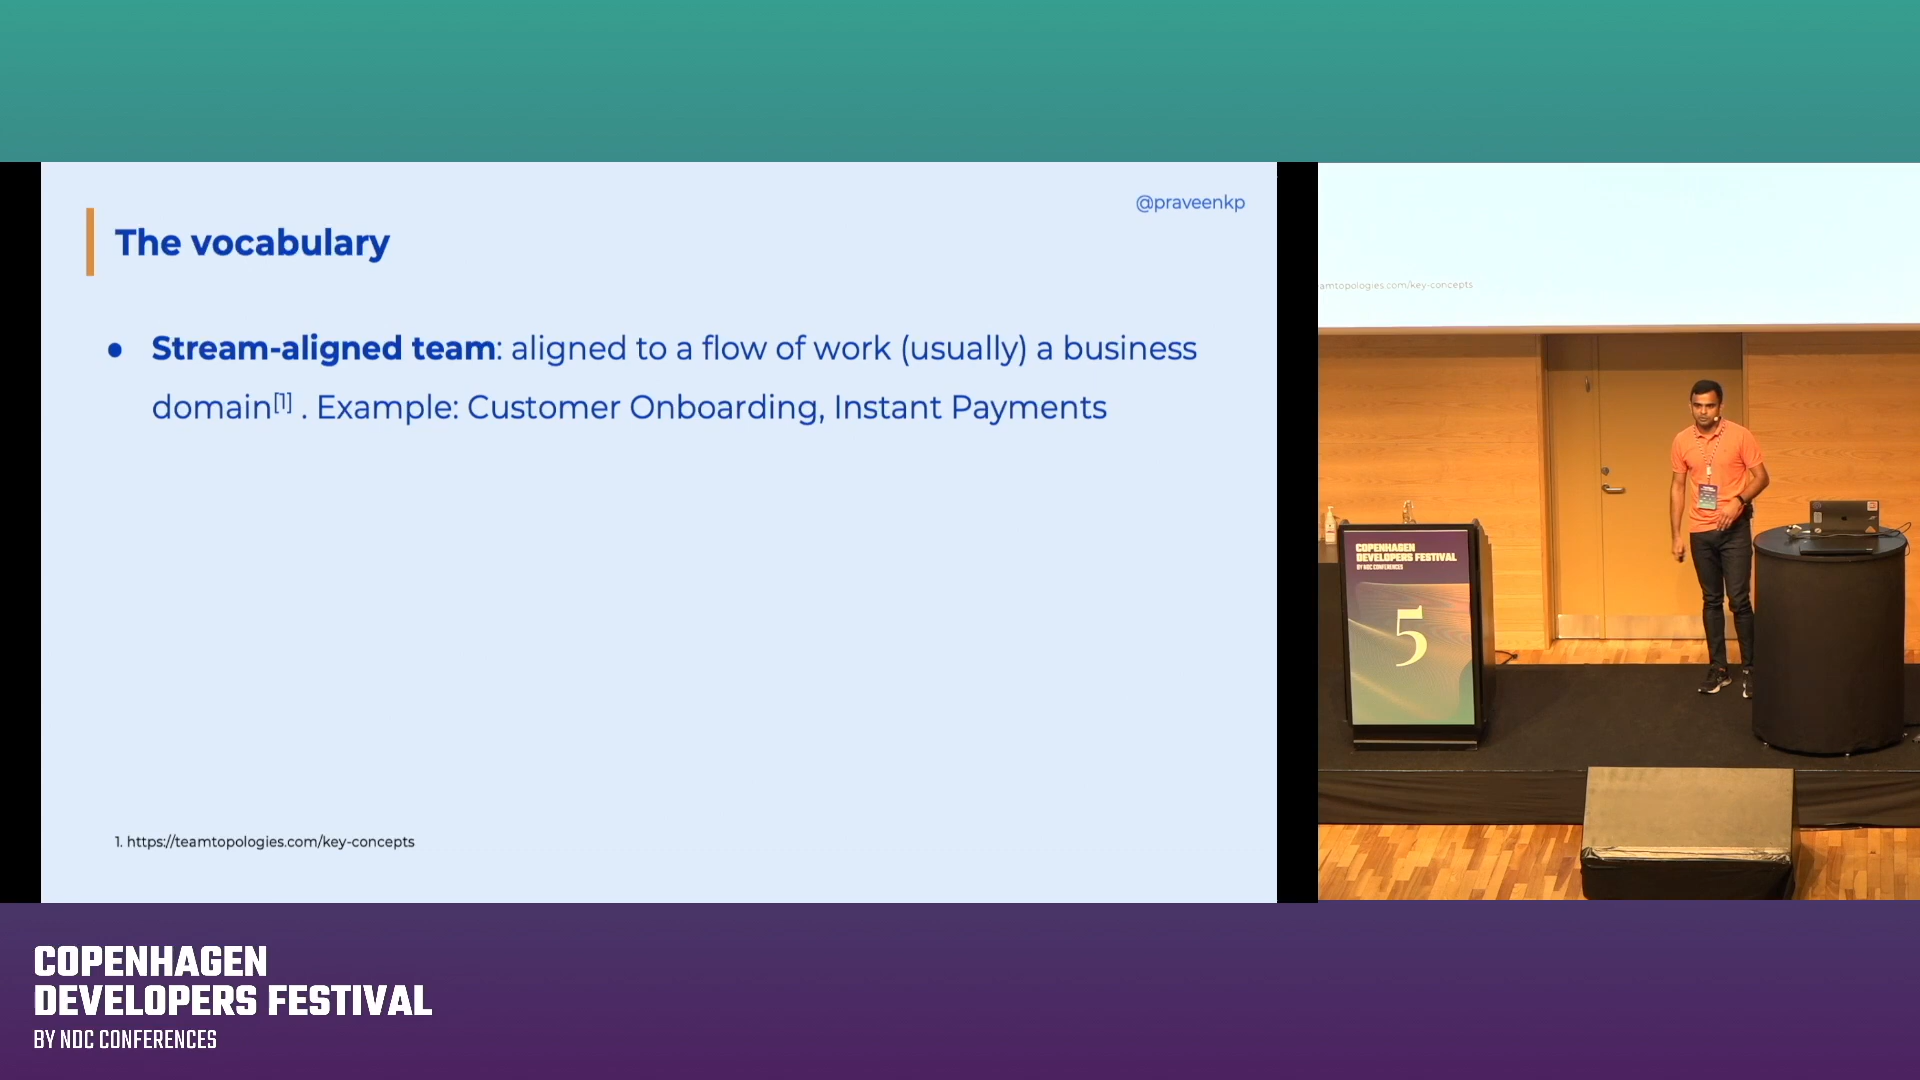 @praveenkp
The vocabulary
● Stream-aligned team: aligned to a flow of work (usually) a business
domain[1] . Example: Customer Onboarding, Instant Payments
1. https://teamtopologies.com/key-concepts
amtopologies.com/key-concepts
COPENHAGEN
DEVELOPERS FESTIVAL
BY NDC CONFERENCES
5
COPENHAGEN
DEVELOPERS FESTIVAL
BY NDC CONFERENCES